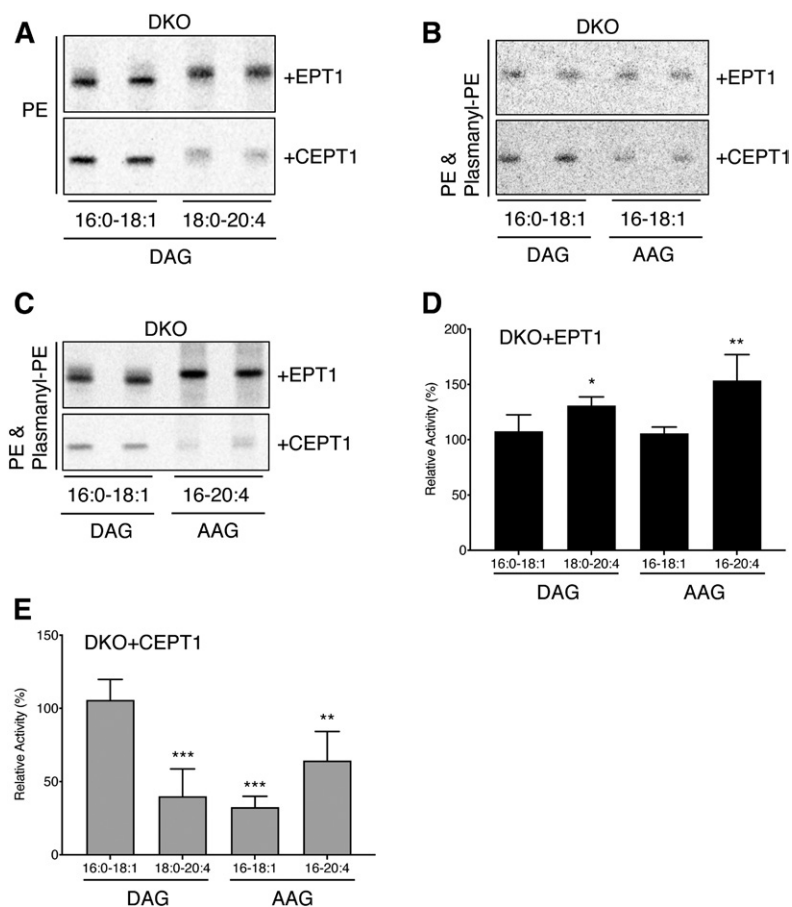 A
DKO
PE
+EPT1
+CEPT1
16:0-18:1 18:0-20:4
DAG
B
DKO
PE &
Plasmanyl-PE
+EPT1
+CEPT1
16:0-18:1 16-18:1
DAG AAG
C
DKO
PE &
Plasmanyl-PE
+EPT1
+CEPT1
16:0-18:1 16-20:4
DAG AAG
D
DKO+EPT1
Relative Activity (%)
200
150
100
50
0
* **
16:0-18:1 18:0-20:4 16-18:1 16-20:4
DAG AAG
E
DKO+CEPT1
Relative Activity (%)
150
100
50
0
*** *** **
16:0-18:1 18:0-20:4 16-18:1 16-20:4
DAG AAG